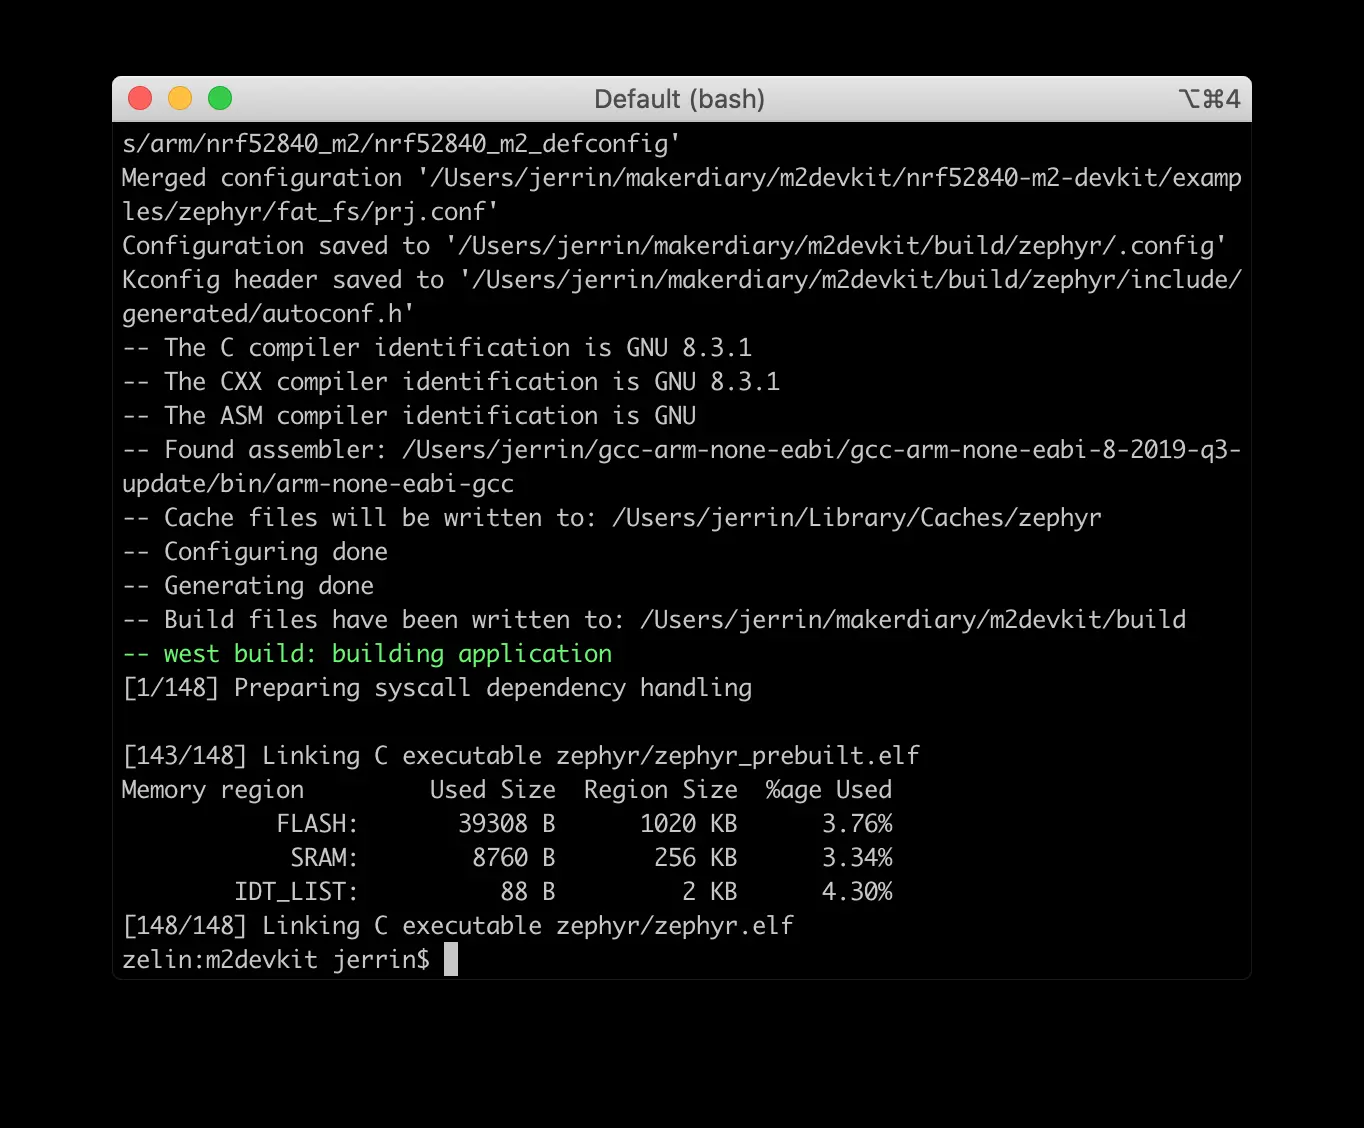 Default (bash)
⌥⌘4
s/arm/nrf52840_m2/nrf52840_m2_defconfig'
Merged configuration '/Users/jerrin/makerdiary/m2devkit/nrf52840-m2-devkit/examp
les/zephyr/fat_fs/prj.conf'
Configuration saved to '/Users/jerrin/makerdiary/m2devkit/build/zephyr/.config'
Kconfig header saved to '/Users/jerrin/makerdiary/m2devkit/build/zephyr/include/
generated/autoconf.h'
-- The C compiler identification is GNU 8.3.1
-- The CXX compiler identification is GNU 8.3.1
-- The ASM compiler identification is GNU
-- Found assembler: /Users/jerrin/gcc-arm-none-eabi/gcc-arm-none-eabi-8-2019-q3-
update/bin/arm-none-eabi-gcc
-- Cache files will be written to: /Users/jerrin/Library/Caches/zephyr
-- Configuring done
-- Generating done
-- Build files have been written to: /Users/jerrin/makerdiary/m2devkit/build
-- west build: building application
[1/148] Preparing syscall dependency handling
[143/148] Linking C executable zephyr/zephyr_prebuilt.elf
Memory region         Used Size  Region Size  %age Used
           FLASH:       39308 B      1020 KB      3.76%
            SRAM:        8760 B       256 KB      3.34%
        IDT_LIST:          88 B         2 KB      4.30%
[148/148] Linking C executable zephyr/zephyr.elf
zelin:m2devkit jerrin$